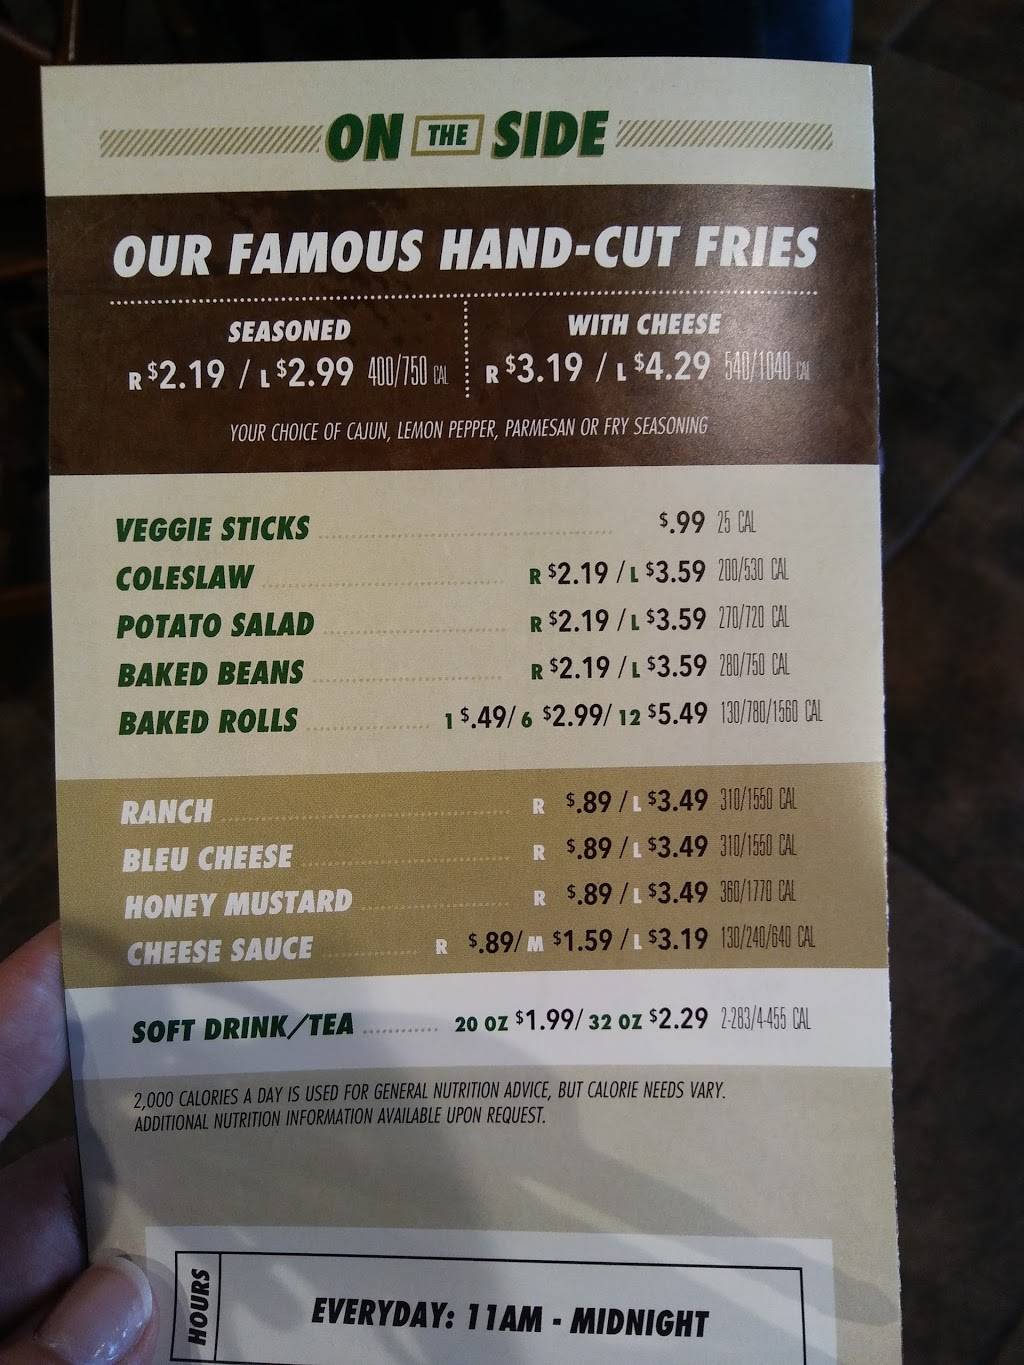 ON THE SIDE
OUR FAMOUS HAND-CUT FRIES
SEASONED
R $2.19 / L $2.99 400/750 CAL
WITH CHEESE
R $3.19 / L $4.29 540/1040 CAL
YOUR CHOICE OF CAJUN, LEMON PEPPER, PARMESAN OR FRY SEASONING
VEGGIE STICKS $.99 25 CAL
COLESLAW R $2.19 / L $3.59 200/530 CAL
POTATO SALAD R $2.19 / L $3.59 270/720 CAL
BAKED BEANS R $2.19 / L $3.59 280/750 CAL
BAKED ROLLS 1 $.49/ 6 $2.99/ 12 $5.49 130/780/1560 CAL
RANCH R $.89 / L $3.49 310/1550 CAL
BLEU CHEESE R $.89 / L $3.49 310/1550 CAL
HONEY MUSTARD R $.89 / L $3.49 360/1770 CAL
CHEESE SAUCE R $.89/ M $1.59 / L $3.19 130/240/640 CAL
SOFT DRINK/TEA 20 OZ $1.99/ 32 OZ $2.29 2-283/4-455 CAL
2,000 CALORIES A DAY IS USED FOR GENERAL NUTRITION ADVICE, BUT CALORIE NEEDS VARY.
ADDITIONAL NUTRITION INFORMATION AVAILABLE UPON REQUEST.
HOURS
EVERYDAY: 11AM - MIDNIGHT